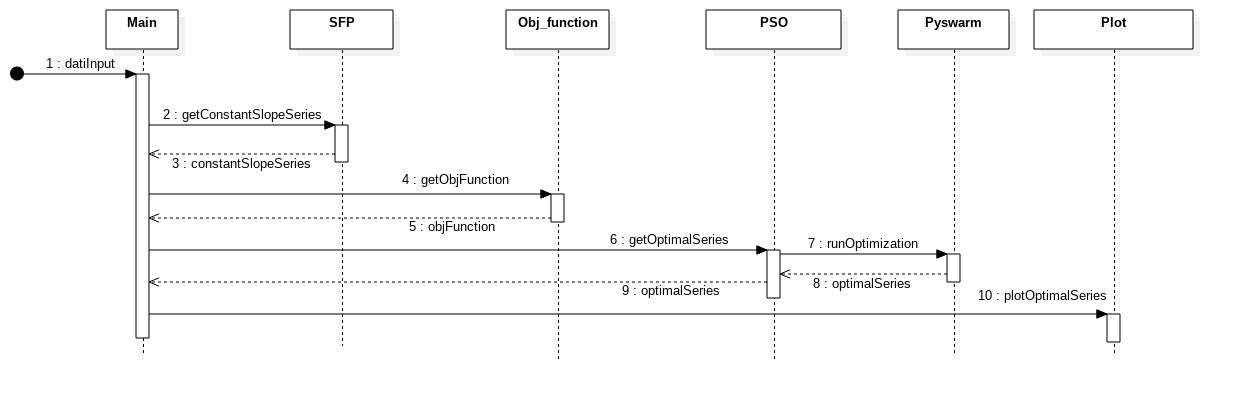 Main
SFP
Obj_function
PSO
Pyswarm
Plot
1 : datiInput
2 : getConstantSlopeSeries
3 : constantSlopeSeries
4 : getObjFunction
5 : objFunction
6 : getOptimalSeries
7 : runOptimization
8 : optimalSeries
9 : optimalSeries
10 : plotOptimalSeries